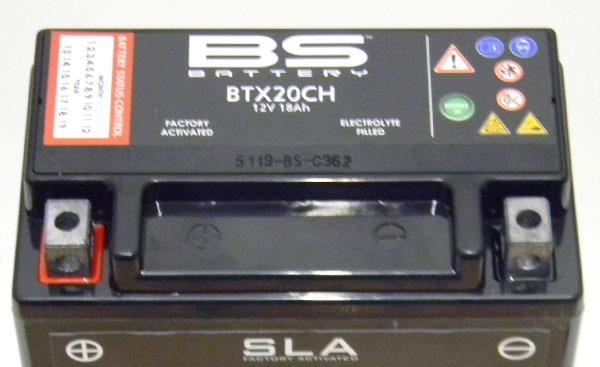 BS
BATTERY
BTX20CH
12V 18Ah
FACTORY
ACTIVATED
ELECTROLYTE
FILLED
BATTERY STATUS CONTROL
MONTH
1 2 3 4 5 6 7 8 9 10 11 12
YEAR
13 14 15 16 17 18 19
5119-BS-C362
SLA
FACTORY ACTIVATED